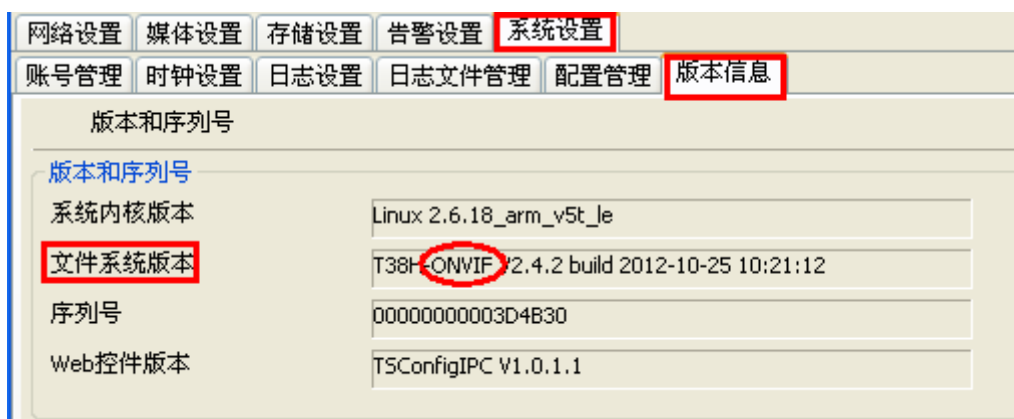 网络设置 媒体设置 存储设置 告警设置 系统设置
账号管理 时钟设置 日志设置 日志文件管理 配置管理 版本信息
版本和序列号
版本和序列号
系统内核版本 Linux 2.6.18_arm_v5t_le
文件系统版本 T38H-ONVIF V2.4.2 build 2012-10-25 10:21:12
序列号 00000000003D4B30
Web控件版本 TSConfigIPC V1.0.1.1